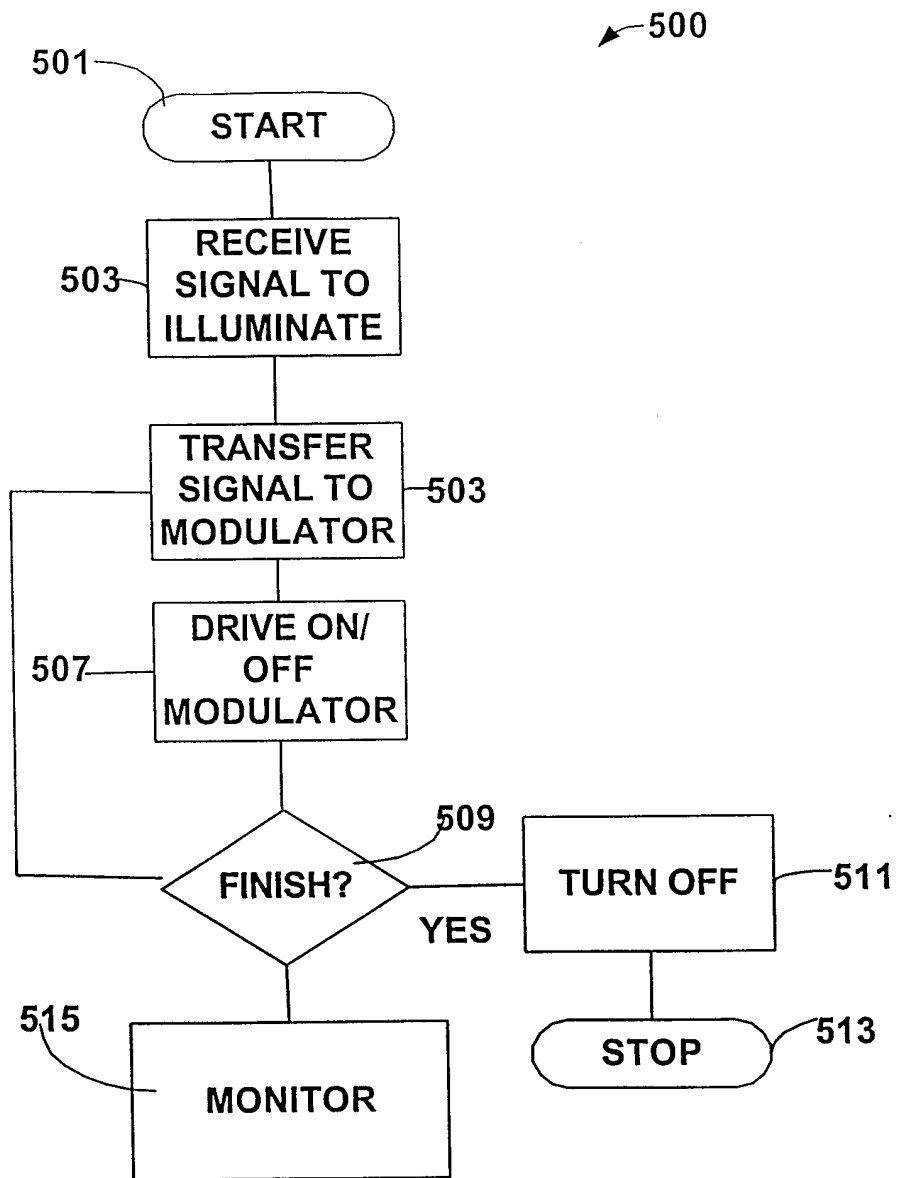 500
501
START
RECEIVE
SIGNAL TO
ILLUMINATE
503
TRANSFER
SIGNAL TO
MODULATOR
503
DRIVE ON/
OFF
MODULATOR
507
509
FINISH?
YES
TURN OFF
511
515
MONITOR
STOP
513